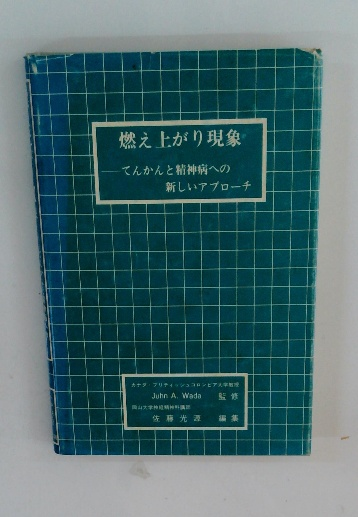 燃え上がり現象
—てんかんと精神病への
新しいアプローチ
カナダ・ブリティッシュコロンビア大学教授
John A. Wada 監修
岡山大学神経精神科講師
佐藤光源 編集